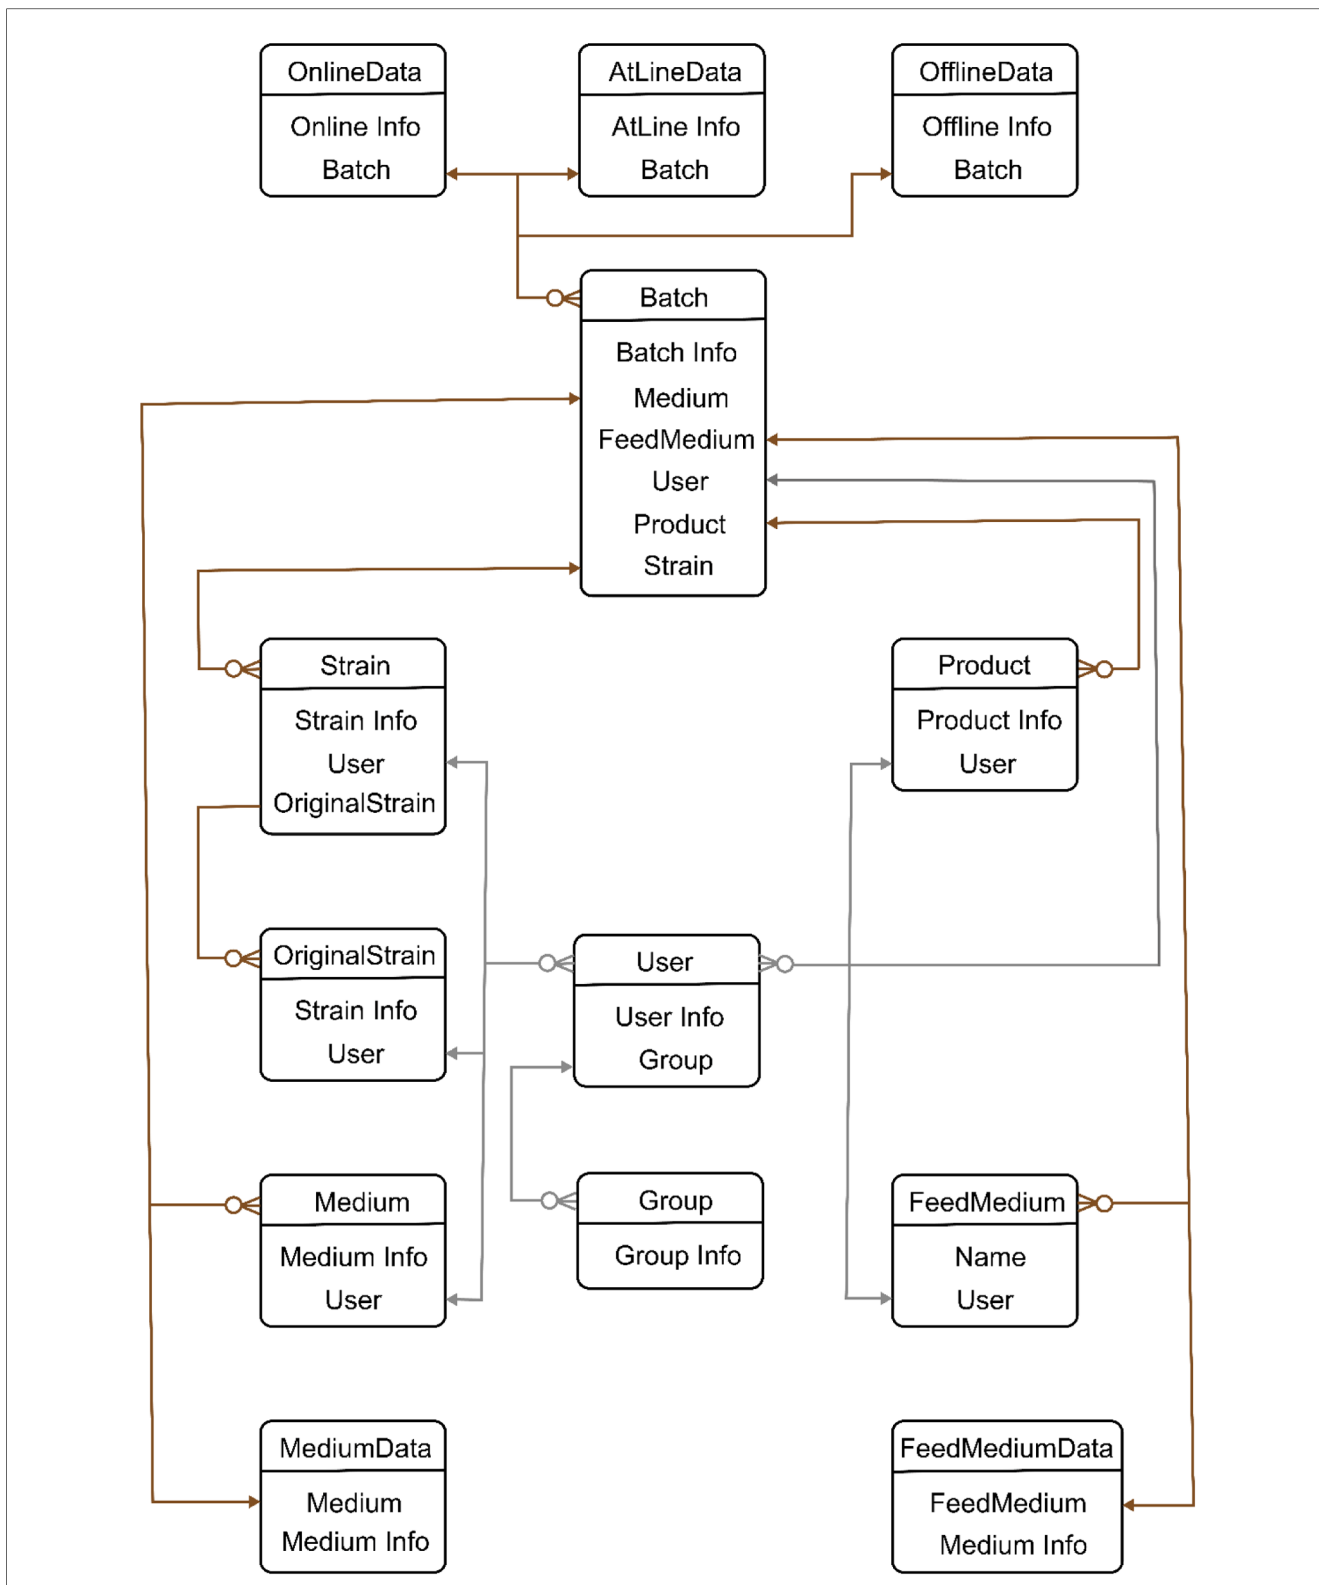 OnlineData
Online Info
Batch
AtLineData
AtLine Info
Batch
OfflineData
Offline Info
Batch
Batch
Batch Info
Medium
FeedMedium
User
Product
Strain
Strain
Strain Info
User
OriginalStrain
Product
Product Info
User
OriginalStrain
Strain Info
User
User
User Info
Group
Medium
Medium Info
User
Group
Group Info
FeedMedium
Name
User
MediumData
Medium
Medium Info
FeedMediumData
FeedMedium
Medium Info